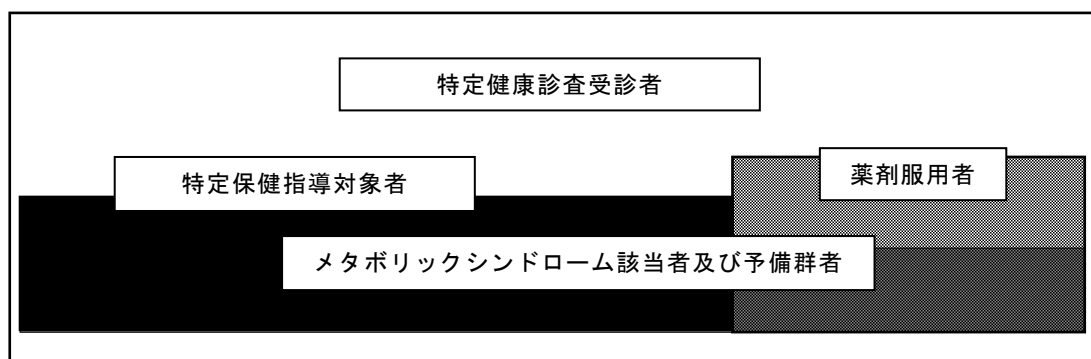 特定健康診査受診者
特定保健指導対象者
薬剤服用者
メタボリックシンドローム該当者及び予備群者